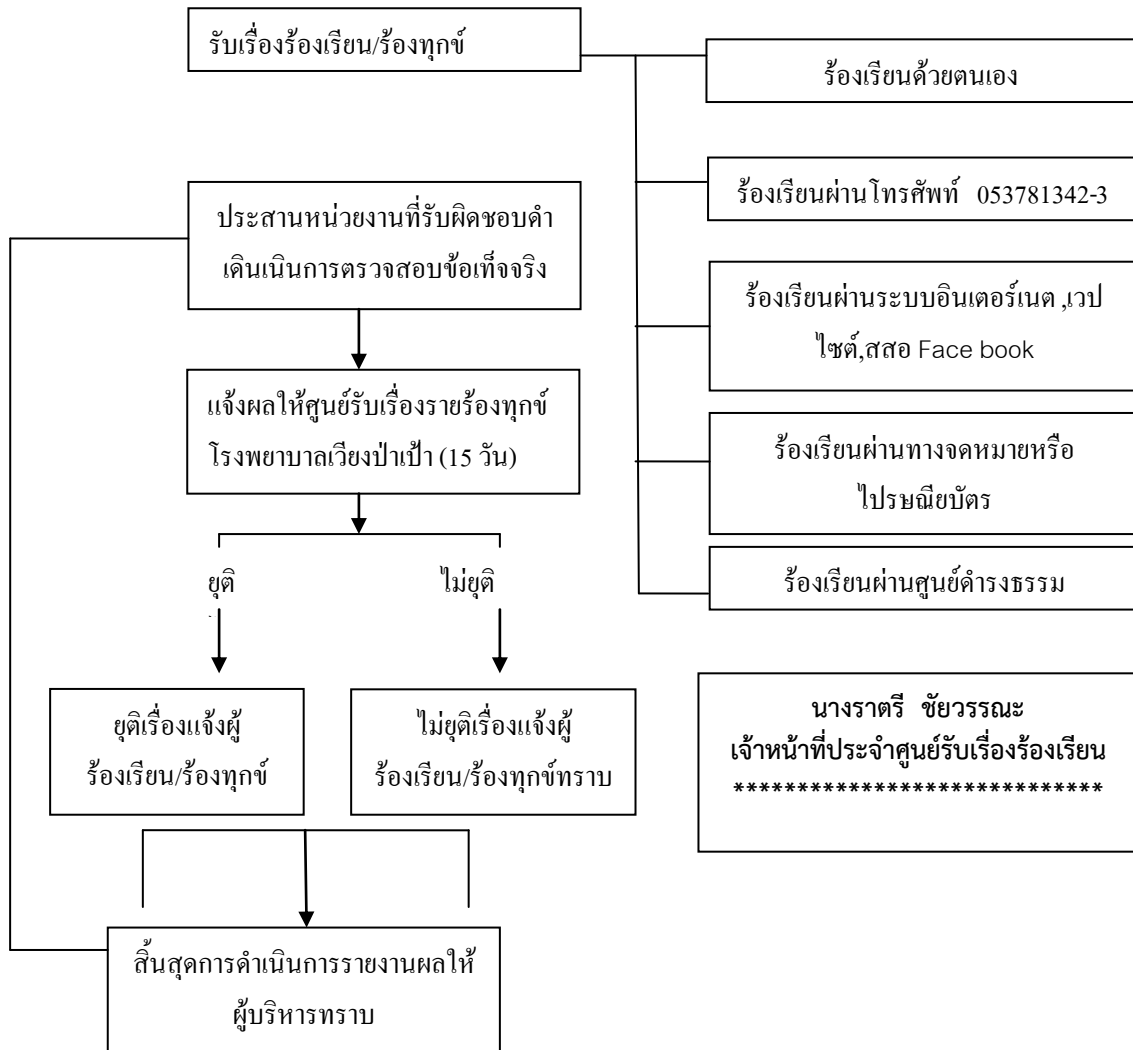 รับเรื่องร้องเรียน/ร้องทุกข์
ร้องเรียนด้วยตนเอง
ร้องเรียนผ่านโทรศัพท์ 053781342-3
ร้องเรียนผ่านระบบอินเตอร์เนต ,เวป
ไซต์,สสอ Face book
ร้องเรียนผ่านทางจดหมายหรือ
ไปรษณียบัตร
ร้องเรียนผ่านศูนย์ดำรงธรรม
ประสานหน่วยงานที่รับผิดชอบดำ
เดินเนินการตรวจสอบข้อเท็จจริง
แจ้งผลให้ศูนย์รับเรื่องรายร้องทุกข์
โรงพยาบาลเวียงป่าเป้า (15 วัน)
ยุติ
ไม่ยุติ
ยุติเรื่องแจ้งผู้
ร้องเรียน/ร้องทุกข์
ไม่ยุติเรื่องแจ้งผู้
ร้องเรียน/ร้องทุกข์ทราบ
สิ้นสุดการดำเนินการรายงานผลให้
ผู้บริหารทราบ
นางราตรี ชัยวรรณะ
เจ้าหน้าที่ประจำศูนย์รับเรื่องร้องเรียน
*****************************